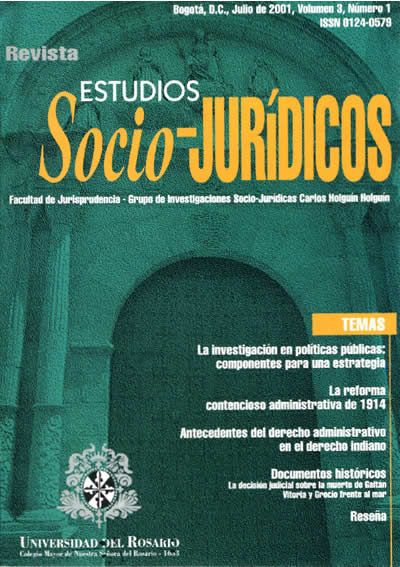 Bogotá, D.C., Julio de 2001, Volumen 3, Número 1
ISSN 0124-0579
Revista
ESTUDIOS
Socio-JURÍDICOS
Facultad de Jurisprudencia - Grupo de Investigaciones Socio-Jurídicas Carlos Holguín Holguín
TEMAS
La investigación en políticas públicas:
componentes para una estrategia
La reforma
contencioso administrativa de 1914
Antecedentes del derecho administrativo
en el derecho indiano
Documentos históricos
La decisión judicial sobre la muerte de Gaitán
Vitoria y Grocio frente al mar
Reseña
UNIVERSIDAD DEL ROSARIO
Colegio Mayor de Nuestra Señora del Rosario - 1653